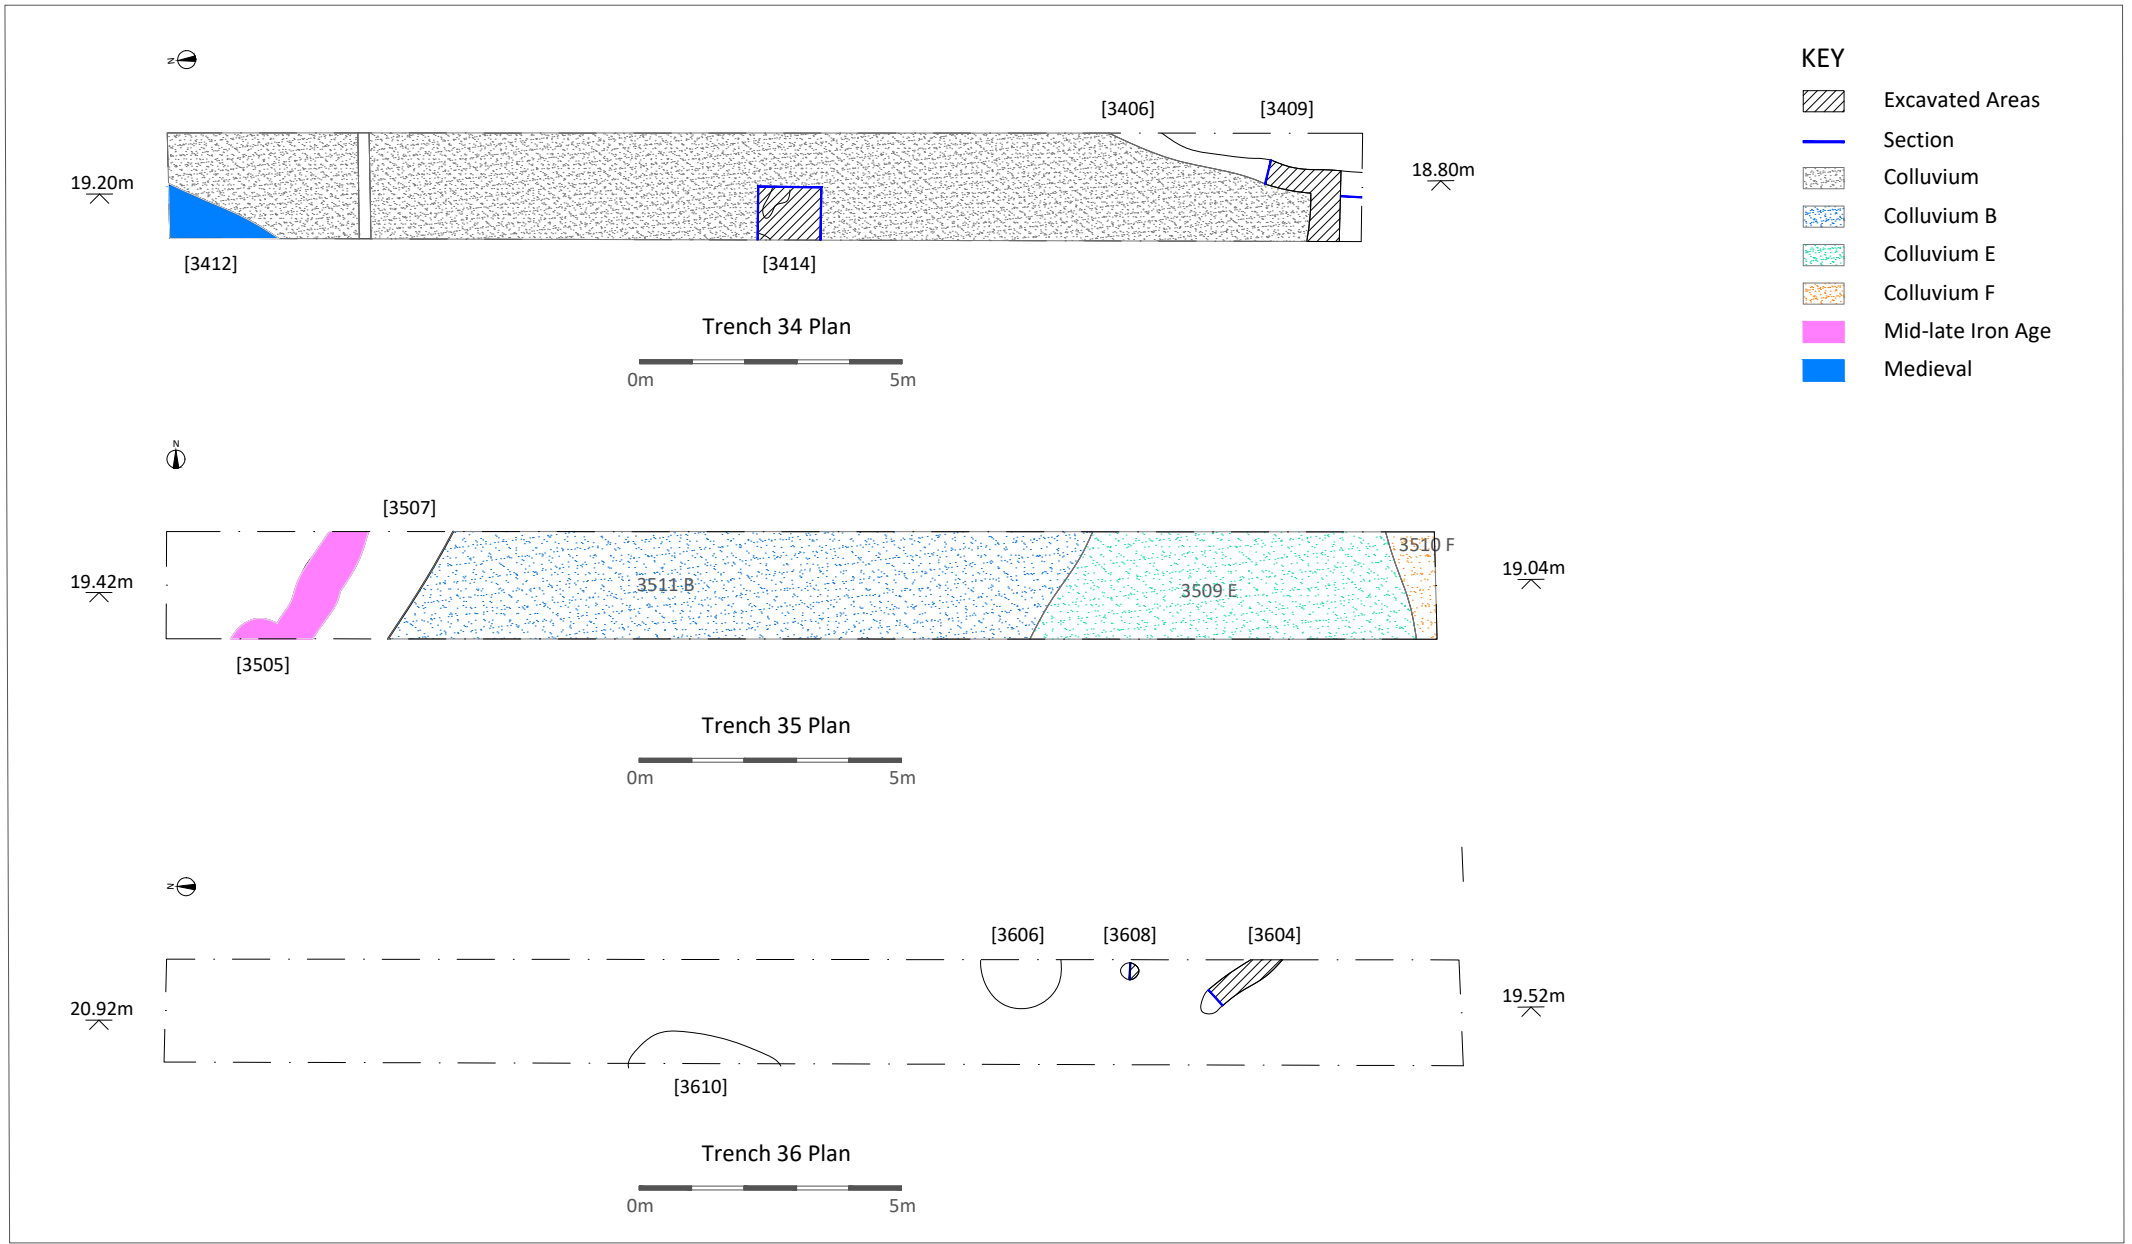 KEY
Excavated Areas
Section
Colluvium
Colluvium B
Colluvium E
Colluvium F
Mid-late Iron Age
Medieval
N
[3406]
[3409]
19.20m
18.80m
[3412]
[3414]
Trench 34 Plan
0m
5m
N
[3507]
19.42m
3511 B
3509 E
3510 F
19.04m
[3505]
Trench 35 Plan
0m
5m
N
[3606]
[3608]
[3604]
20.92m
19.52m
[3610]
Trench 36 Plan
0m
5m